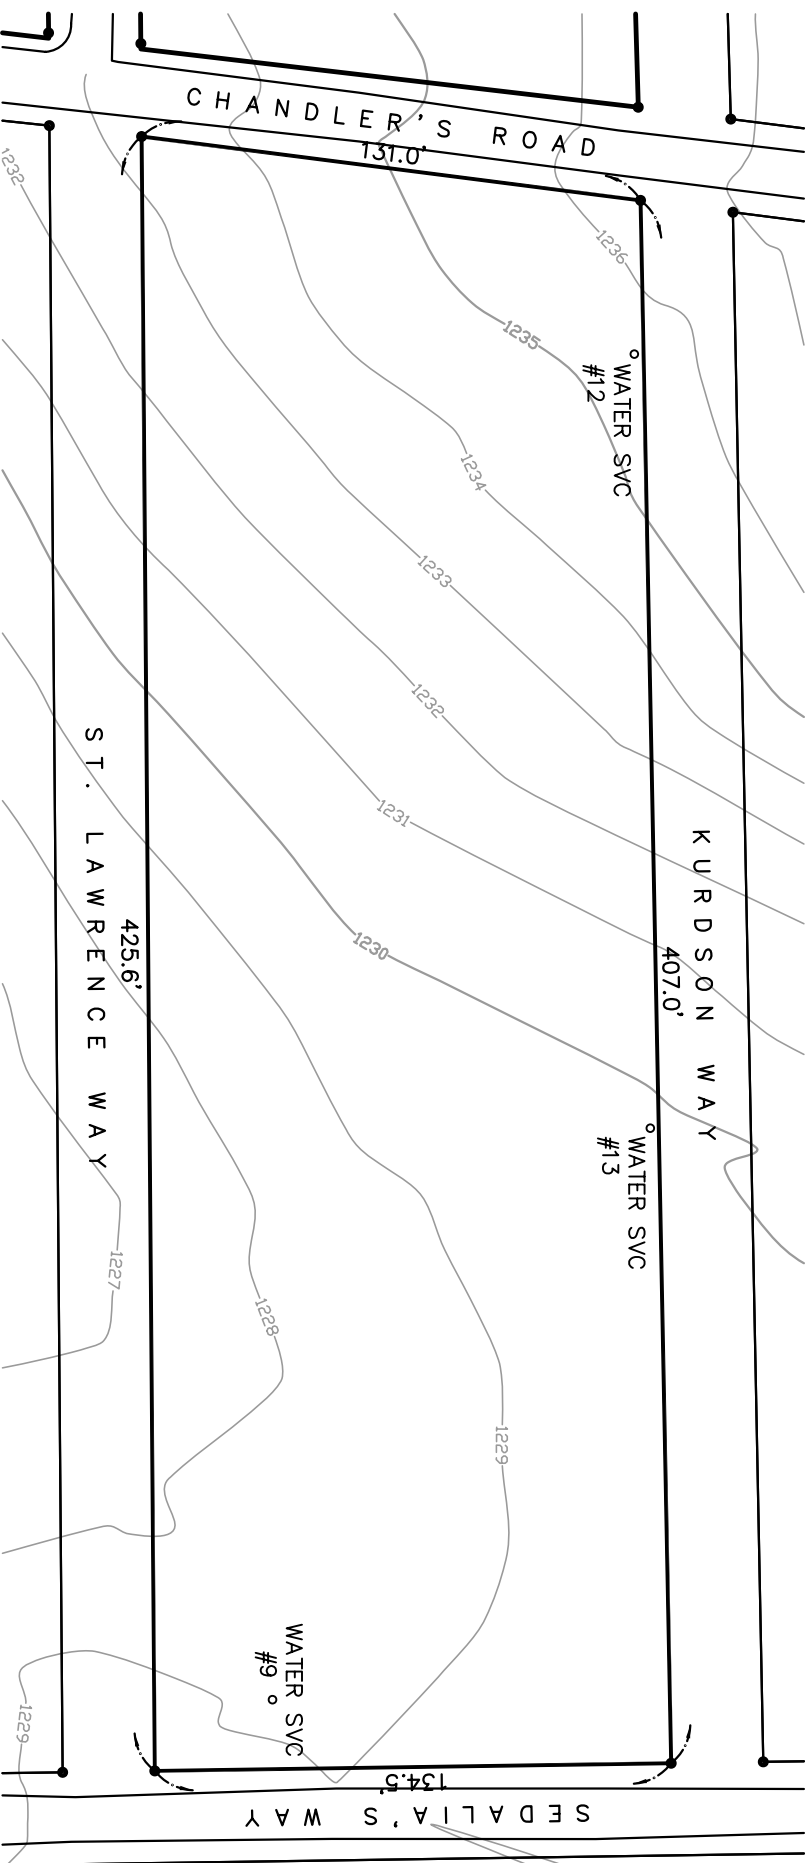 CHANDLER'S ROAD
131.0'
1232
1236
1235
WATER SVC
#12
1234
1233
1232
1231
ST. LAWRENCE WAY
425.6'
KURDSON WAY
407.0'
1230
WATER SVC
#13
1227
1228
1229
WATER SVC
#9
1229
134.5'
SEDALIA'S WAY